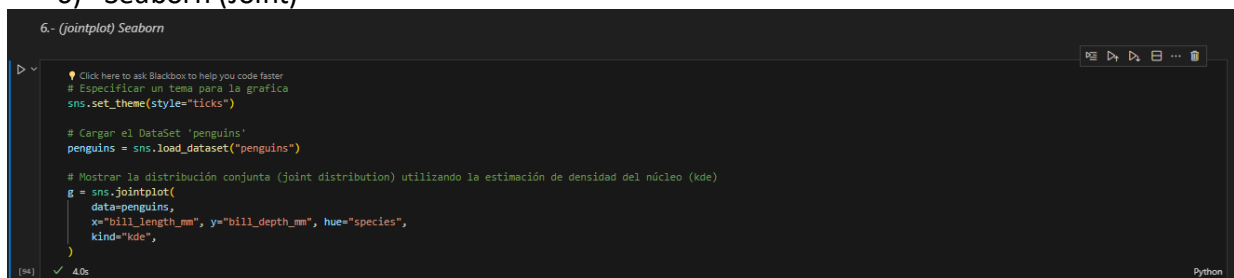 6) Seaborn (Joint)
6.- (jointplot) Seaborn
Click here to ask Blackbox to help you code faster
# Especificar un tema para la grafica
sns.set_theme(style="ticks")
# Cargar el DataSet 'penguins'
penguins = sns.load_dataset("penguins")
# Mostrar la distribución conjunta (joint distribution) utilizando la estimación de densidad del núcleo (kde)
g = sns.jointplot(
data=penguins,
x="bill_length_mm", y="bill_depth_mm", hue="species",
kind="kde",
)
[94] ✓ 4.0s Python